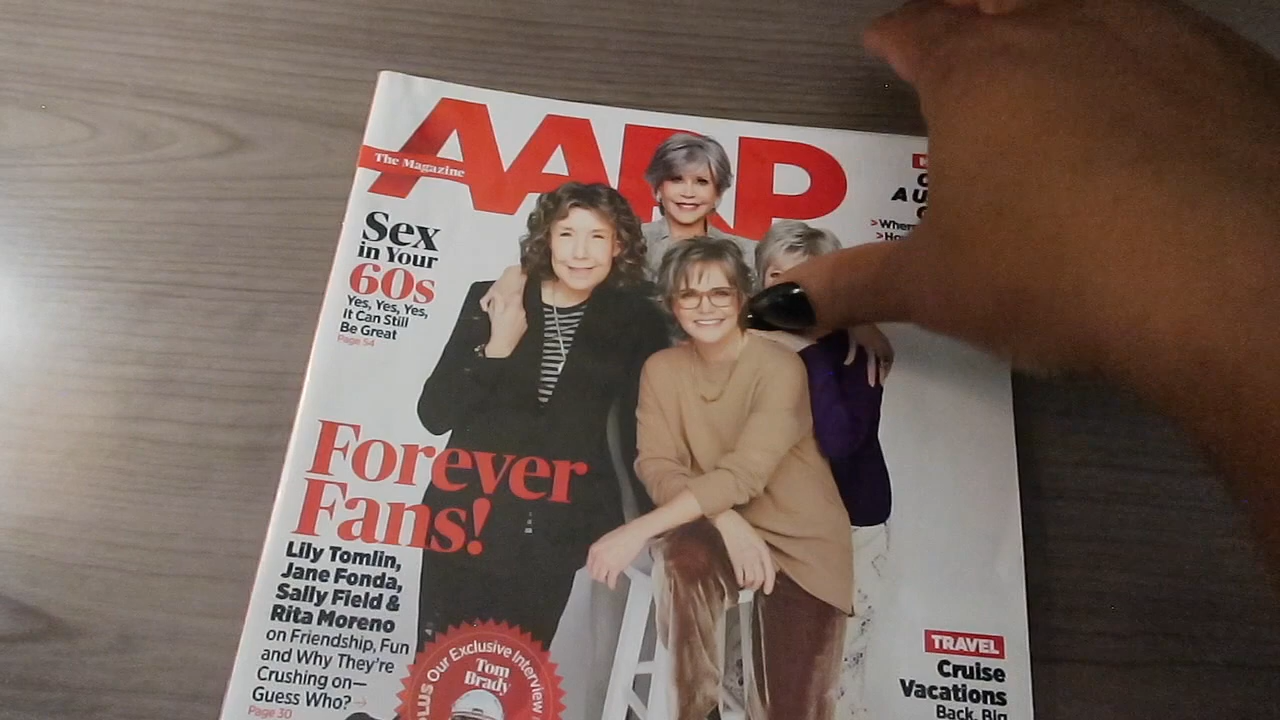 AARP
The Magazine
Sex
in Your
60s
Yes, Yes, Yes,
It Can Still
Be Great
Page 54
Forever
Fans!
Lily Tomlin,
Jane Fonda,
Sally Field &
Rita Moreno
on Friendship, Fun
and Why They're
Crushing on—
Guess Who?
Page 30
Our Exclusive Interview
Tom
Brady
TRAVEL
Cruise
Vacations
Back, Big